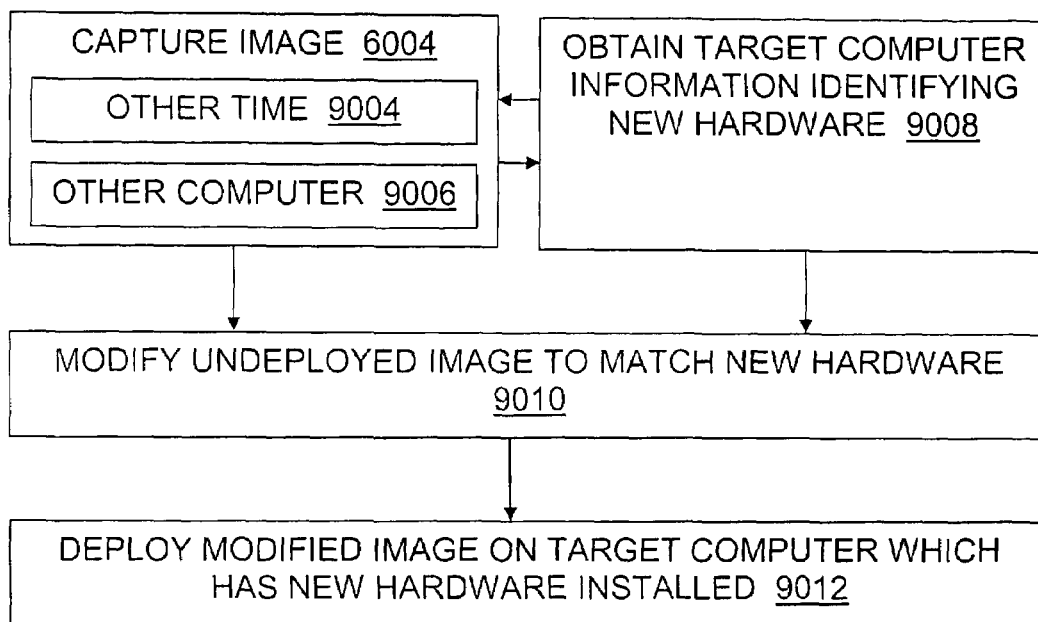 CAPTURE IMAGE 6004
OTHER TIME 9004
OTHER COMPUTER 9006
OBTAIN TARGET COMPUTER
INFORMATION IDENTIFYING
NEW HARDWARE 9008
MODIFY UNDEPLOYED IMAGE TO MATCH NEW HARDWARE
9010
DEPLOY MODIFIED IMAGE ON TARGET COMPUTER WHICH
HAS NEW HARDWARE INSTALLED 9012